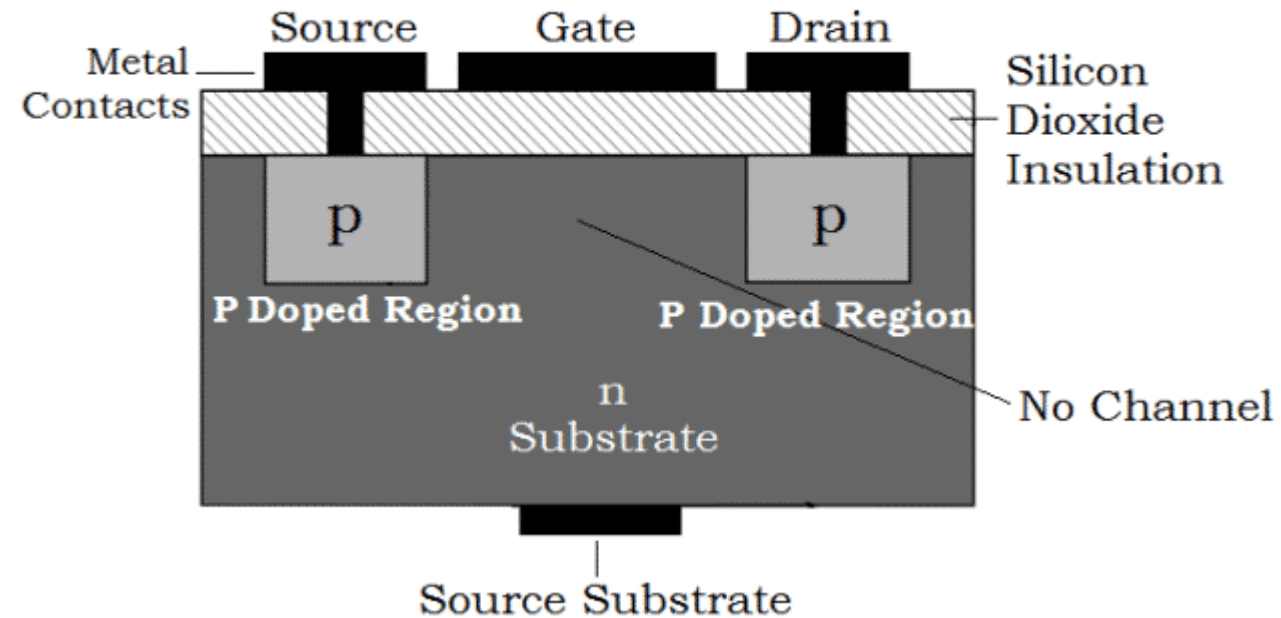 Source
Gate
Drain
Metal
Contacts
Silicon
Dioxide
Insulation
p
p
P Doped Region
P Doped Region
n
Substrate
No Channel
Source Substrate